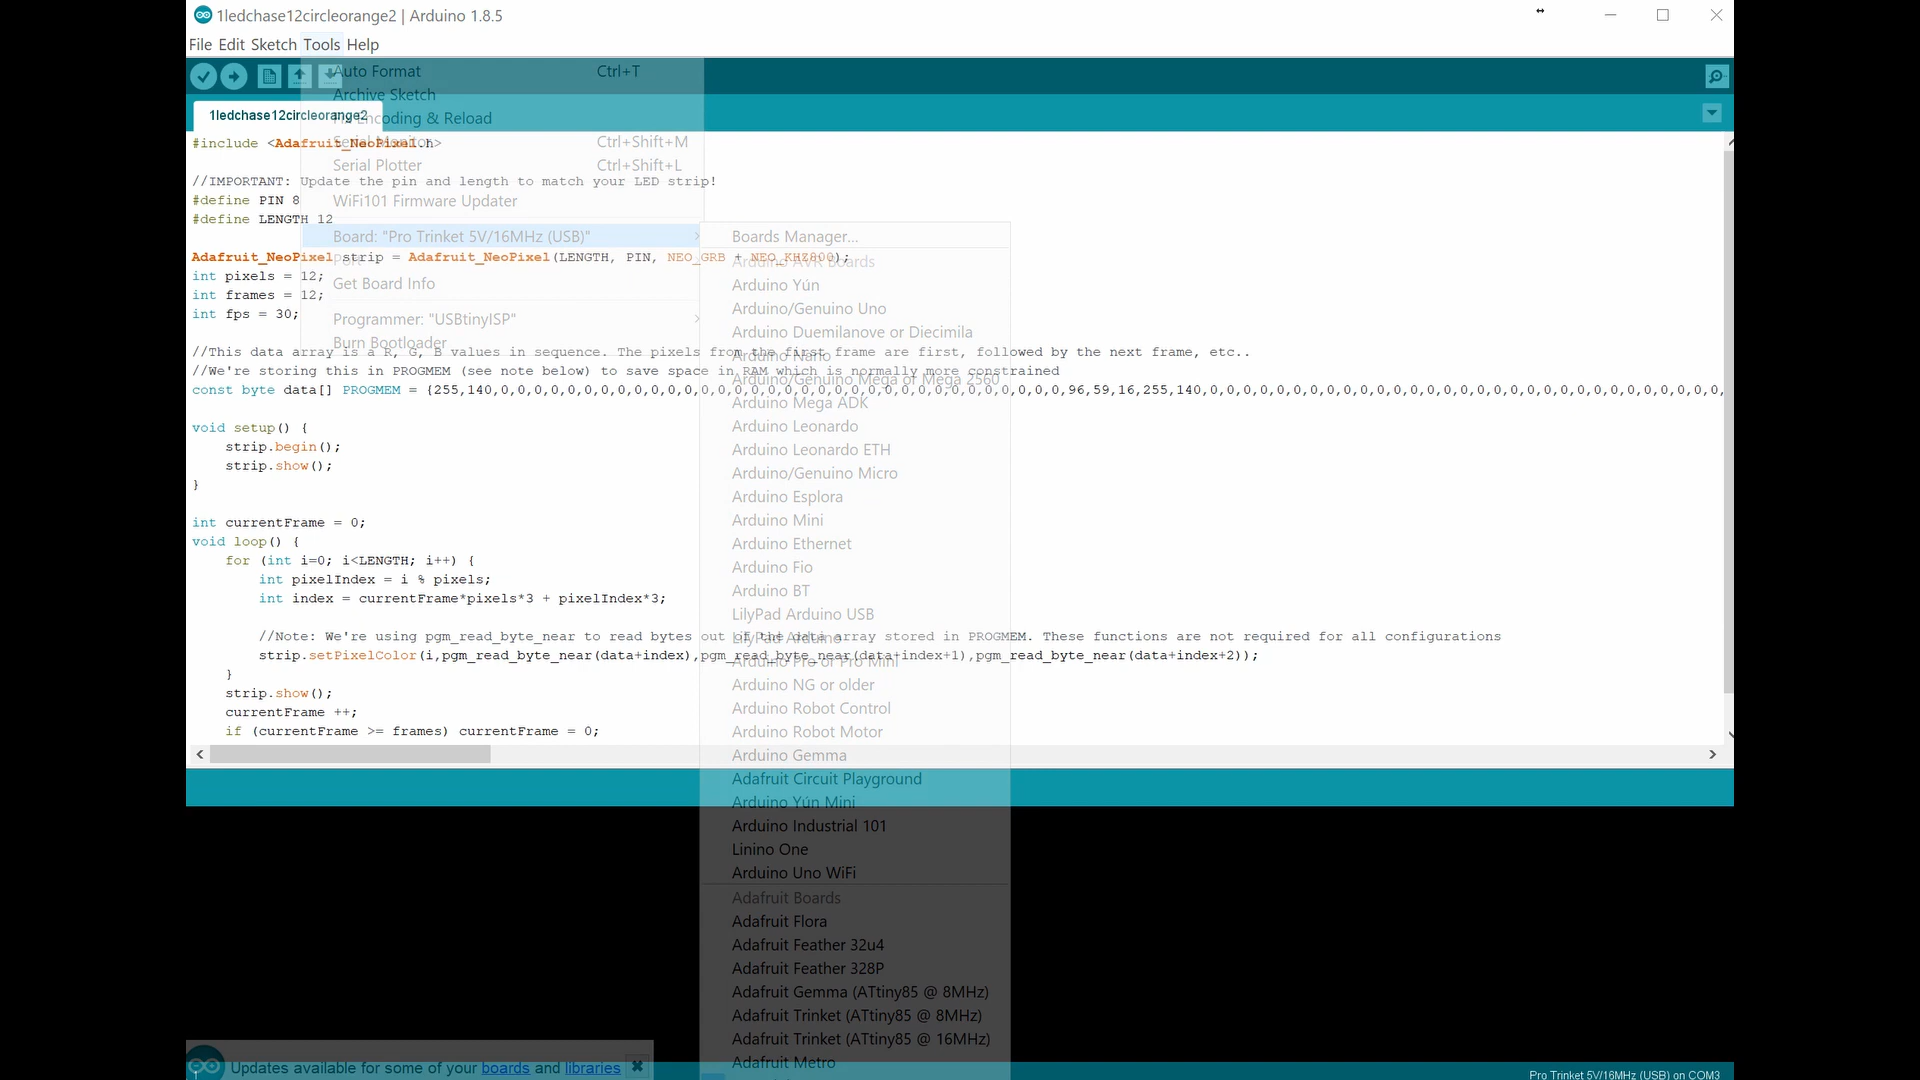 1ledchase12circleorange2 | Arduino 1.8.5
File Edit Sketch Tools Help
Auto Format Ctrl+T
Archive Sketch
1ledchase12circleorange2
Encoding & Reload
#include <Adafruit_NeoPixel.h>
Serial Monitor Ctrl+Shift+M
Serial Plotter Ctrl+Shift+L
//IMPORTANT: Update the pin and length to match your LED strip!
#define PIN 8
WiFi101 Firmware Updater
#define LENGTH 12
Board: "Pro Trinket 5V/16MHz (USB)"
Boards Manager...
Adafruit_NeoPixel strip = Adafruit_NeoPixel(LENGTH, PIN, NEO_GRB + NEO_KHZ800);
Arduino AVR Boards
int pixels = 12;
Get Board Info
Arduino Yún
int frames = 12;
int fps = 30;
Arduino/Genuino Uno
Programmer: "USBtinyISP"
Arduino Duemilanove or Diecimila
Burn Bootloader
//This data array is a R, G, B values in sequence. The pixels from the first frame are first, followed by the next frame, etc..
Arduino Nano
//We're storing this in PROGMEM (see note below) to save space in RAM which is normally more constrained
Arduino/Genuino Mega or Mega 2560
const byte data[] PROGMEM = {255,140,0,0,0,0,0,0,0,0,0,0,0,0,0,0,0,0,0,0,0,0,0,0,0,0,0,0,0,0,0,0,0,0,0,0,96,59,16,255,140,0,0,0,0,0,0,0,0,0,0,0,0,0,0,0,0,0,0,0,0,0,0,0,0,0,0,0,0,0,0,
Arduino Mega ADK
Arduino Leonardo
void setup() {
strip.begin();
Arduino Leonardo ETH
strip.show();
Arduino/Genuino Micro
}
Arduino Esplora
Arduino Mini
int currentFrame = 0;
void loop() {
Arduino Ethernet
for (int i=0; i<LENGTH; i++) {
Arduino Fio
int pixelIndex = i % pixels;
Arduino BT
int index = currentFrame*pixels*3 + pixelIndex*3;
LilyPad Arduino USB
//Note: We're using pgm_read_byte_near to read bytes out of the data array stored in PROGMEM. These functions are not required for all configurations
LilyPad Arduino
strip.setPixelColor(i,pgm_read_byte_near(data+index),pgm_read_byte_near(data+index+1),pgm_read_byte_near(data+index+2));
Arduino Pro or Pro Mini
}
Arduino NG or older
strip.show();
Arduino Robot Control
currentFrame ++;
if (currentFrame >= frames) currentFrame = 0;
Arduino Robot Motor
Arduino Gemma
Adafruit Circuit Playground
Arduino Yún Mini
Arduino Industrial 101
Linino One
Arduino Uno WiFi
Adafruit Boards
Adafruit Flora
Adafruit Feather 32u4
Adafruit Feather 328P
Adafruit Gemma (ATtiny85 @ 8MHz)
Adafruit Trinket (ATtiny85 @ 8MHz)
Adafruit Trinket (ATtiny85 @ 16MHz)
Adafruit Metro
Updates available for some of your boards and libraries
Pro Trinket 5V/16MHz (USB) on COM3